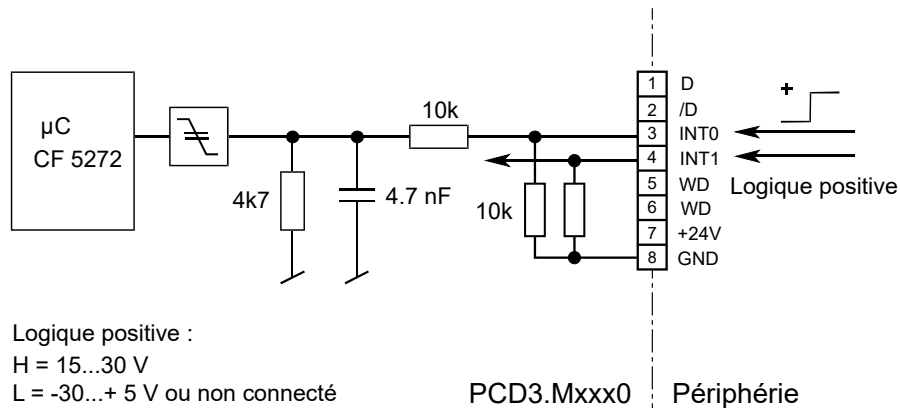 µC
CF 5272
4k7
4.7 nF
10k
10k
1 D
2 /D
3 INT0
4 INT1
5 WD
6 WD
7 +24V
8 GND
+
Logique positive
Logique positive :
H = 15...30 V
L = -30...+ 5 V ou non connecté
PCD3.Mxxx0
Périphérie